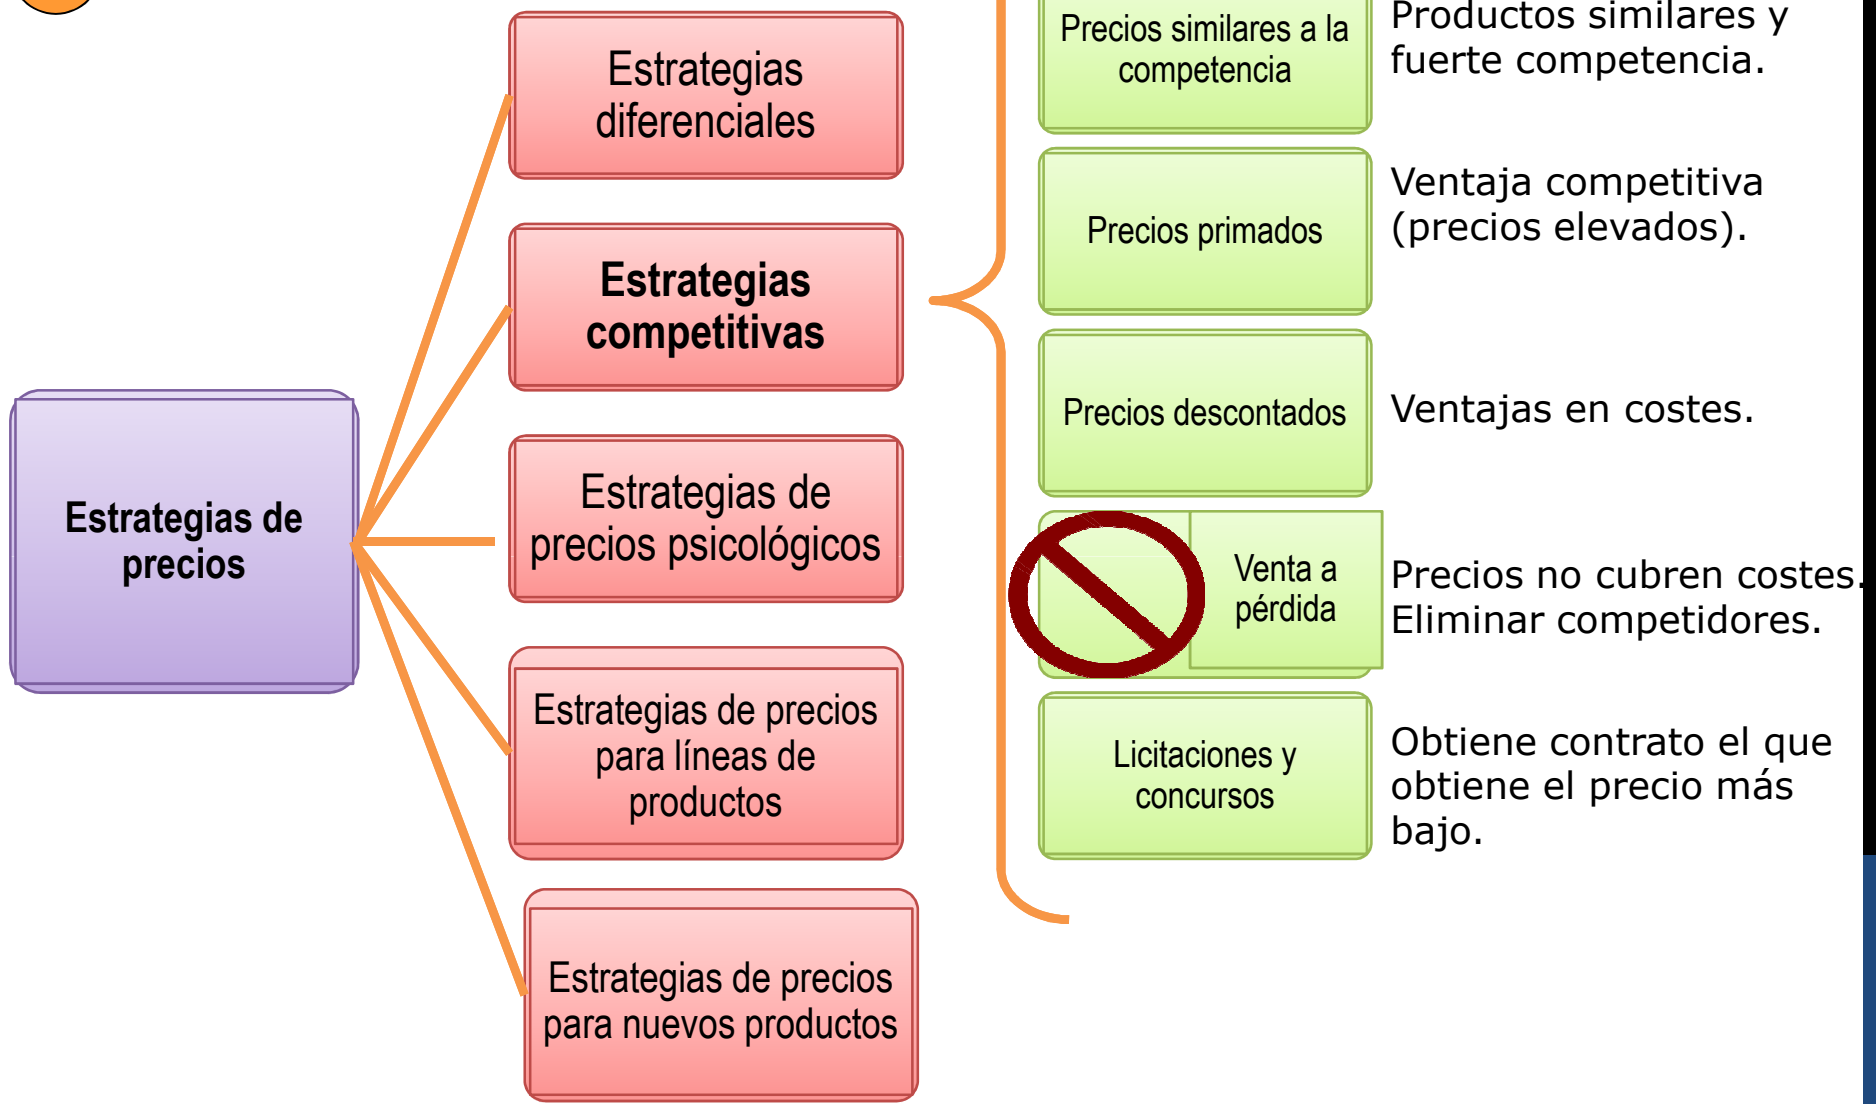 Estrategias de
precios
Estrategias
diferenciales
Estrategias
competitivas
Estrategias de
precios psicológicos
Estrategias de precios
para líneas de
productos
Estrategias de precios
para nuevos productos
Precios similares a la
competencia
Productos similares y
fuerte competencia.
Precios primados
Ventaja competitiva
(precios elevados).
Precios descontados
Ventajas en costes.
Venta a
pérdida
Precios no cubren costes.
Eliminar competidores.
Licitaciones y
concursos
Obtiene contrato el que
obtiene el precio más
bajo.